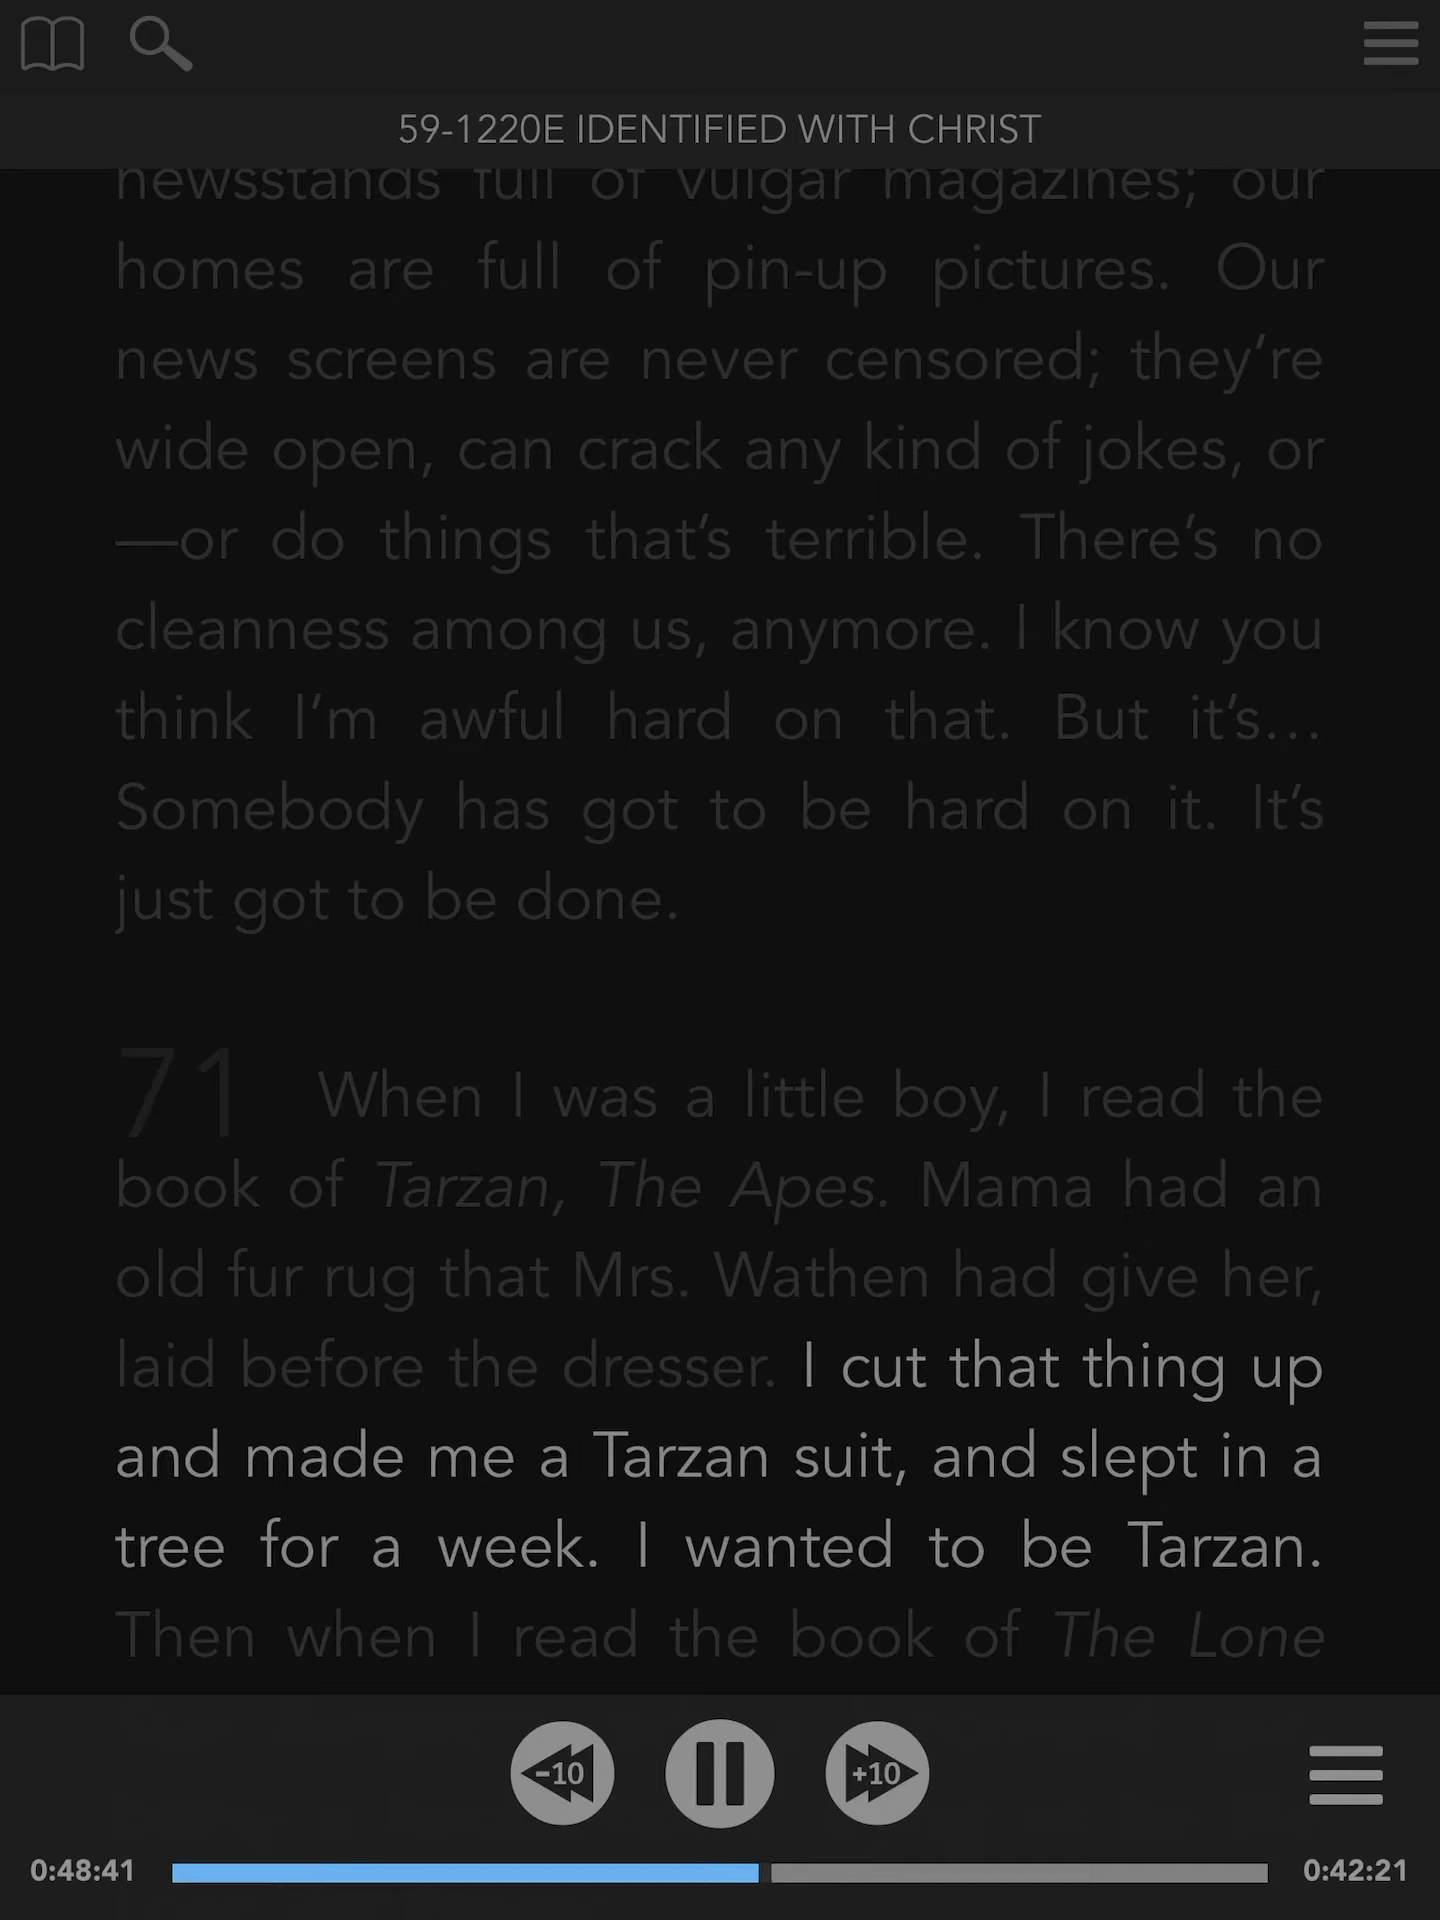 59-1220E IDENTIFIED WITH CHRIST
newsstands full of vulgar magazines; our
homes are full of pin-up pictures. Our
news screens are never censored; they’re
wide open, can crack any kind of jokes, or
—or do things that’s terrible. There’s no
cleanness among us, anymore. I know you
think I’m awful hard on that. But it’s…
Somebody has got to be hard on it. It’s
just got to be done.
71 When I was a little boy, I read the
book of Tarzan, The Apes. Mama had an
old fur rug that Mrs. Wathen had give her,
laid before the dresser. I cut that thing up
and made me a Tarzan suit, and slept in a
tree for a week. I wanted to be Tarzan.
Then when I read the book of The Lone
-10 +10
0:48:41 0:42:21